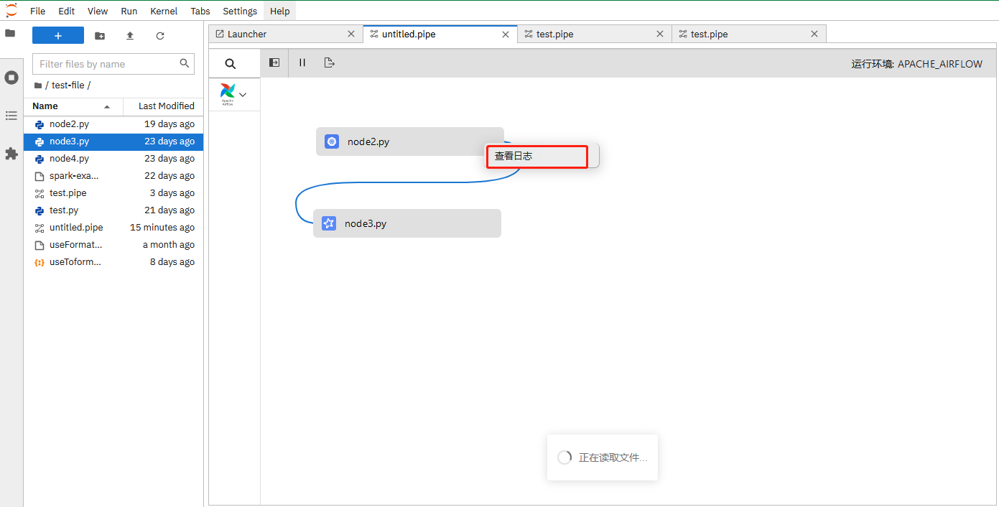 File Edit View Run Kernel Tabs Settings Help
Launcher
untitled.pipe
test.pipe
test.pipe
Filter files by name
/ test-file /
Name Last Modified
node2.py 19 days ago
node3.py 23 days ago
node4.py 23 days ago
spark-exa... 22 days ago
test.pipe 3 days ago
test.py 21 days ago
untitled.pipe 15 minutes ago
useFormat... a month ago
useToform... 8 days ago
运行环境: APACHE_AIRFLOW
Apache
Airflow
node2.py
查看日志
node3.py
正在读取文件...